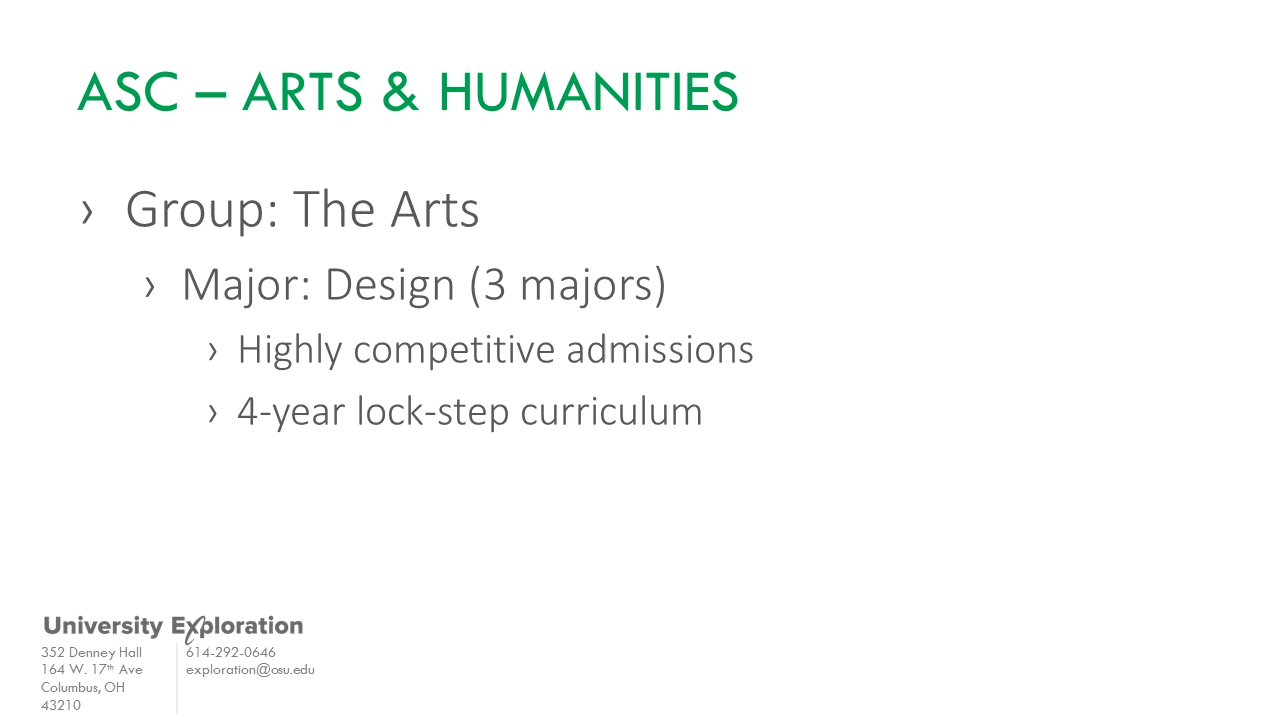 ASC – ARTS & HUMANITIES
› Group: The Arts
› Major: Design (3 majors)
› Highly competitive admissions
› 4-year lock-step curriculum
University Exploration
352 Denney Hall
164 W. 17th Ave
Columbus, OH
43210
614-292-0646
exploration@osu.edu